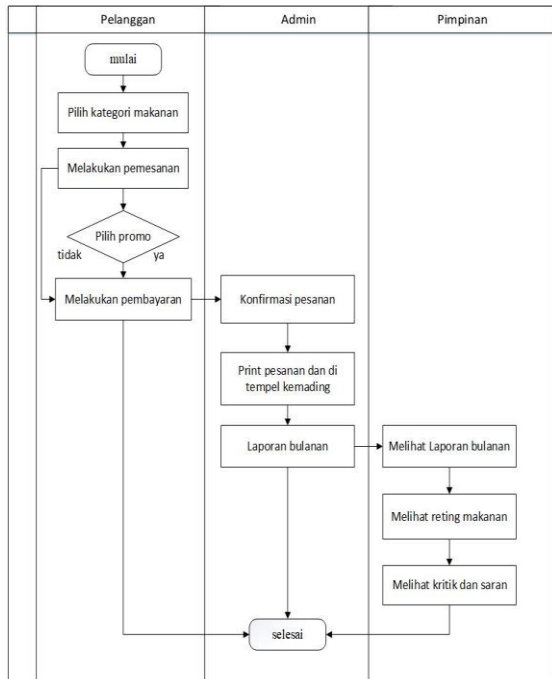 Pelanggan
Admin
Pimpinan
mulai
Pilih kategori makanan
Melakukan pemesanan
Pilih promo
tidak
ya
Melakukan pembayaran
Konfirmasi pesanan
Print pesanan dan di
tempel kemading
Laporan bulanan
Melihat Laporan bulanan
Melihat reting makanan
Melihat kritik dan saran
selesai